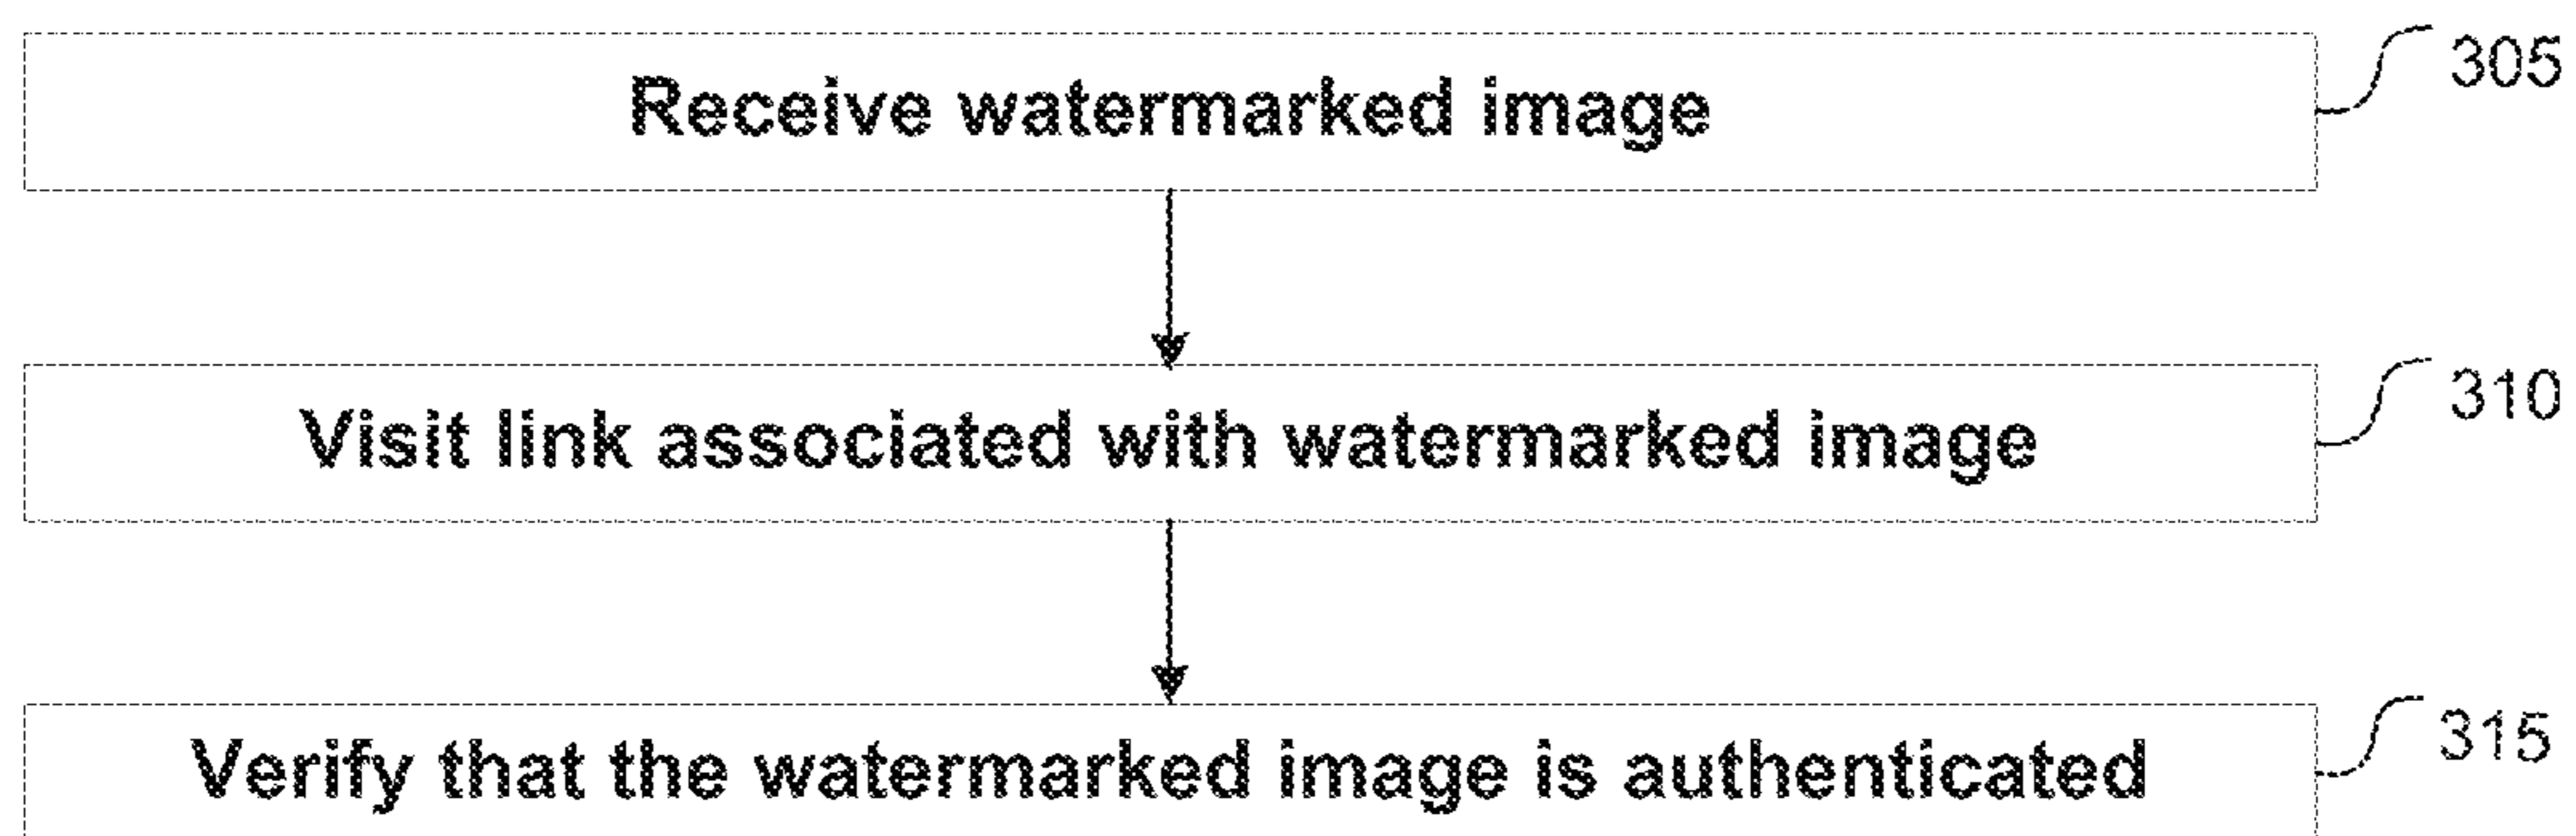 Receive watermarked image
305
Visit link associated with watermarked image
310
Verify that the watermarked image is authenticated
315